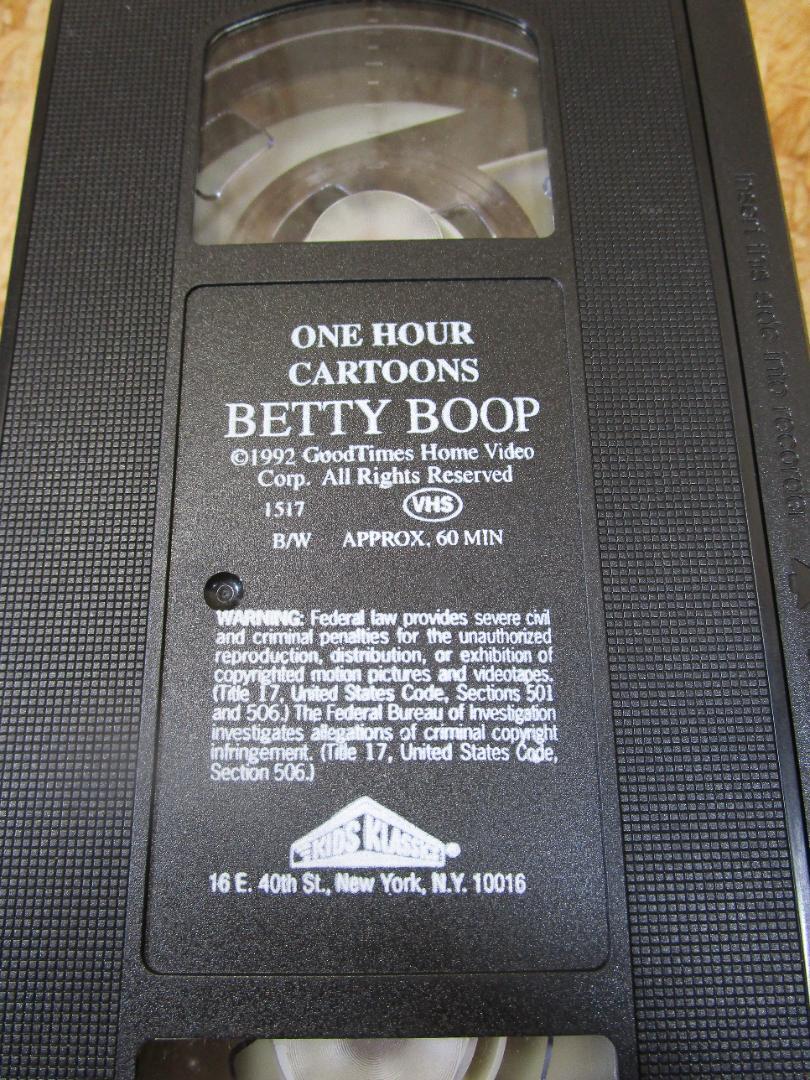 ONE HOUR
CARTOONS
BETTY BOOP
©1992 GoodTimes Home Video
Corp. All Rights Reserved
1517 VHS
B/W APPROX. 60 MIN
WARNING: Federal law provides severe civil
and criminal penalties for the unauthorized
reproduction, distribution, or exhibition of
copyrighted motion pictures and videotapes.
(Title 17, United States Code, Sections 501
and 506.) The Federal Bureau of Investigation
investigates allegations of criminal copyright
infringement. (Title 17, United States Code,
Section 506.)
KIDS KLASSICS
16 E. 40th St., New York, N.Y. 10016
Insert this side into recorder